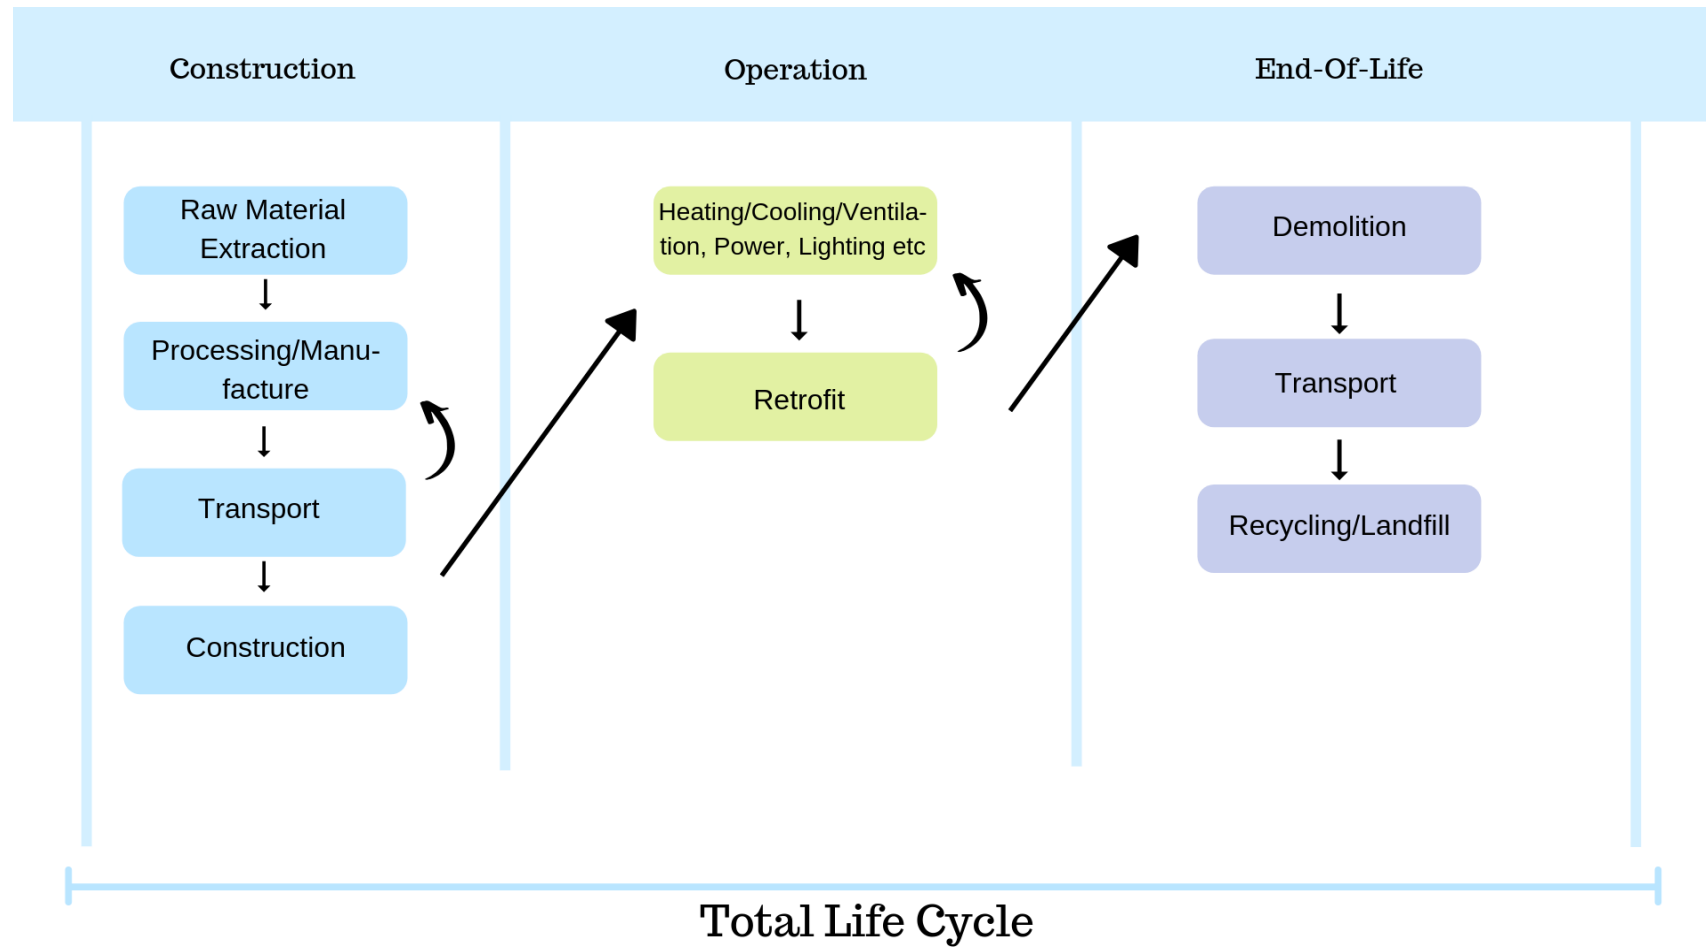 Construction
Operation
End-Of-Life
Raw Material
Extraction
Processing/Manu-
facture
Transport
Construction
Heating/Cooling/Ventila-
tion, Power, Lighting etc
Retrofit
Demolition
Transport
Recycling/Landfill
Total Life Cycle